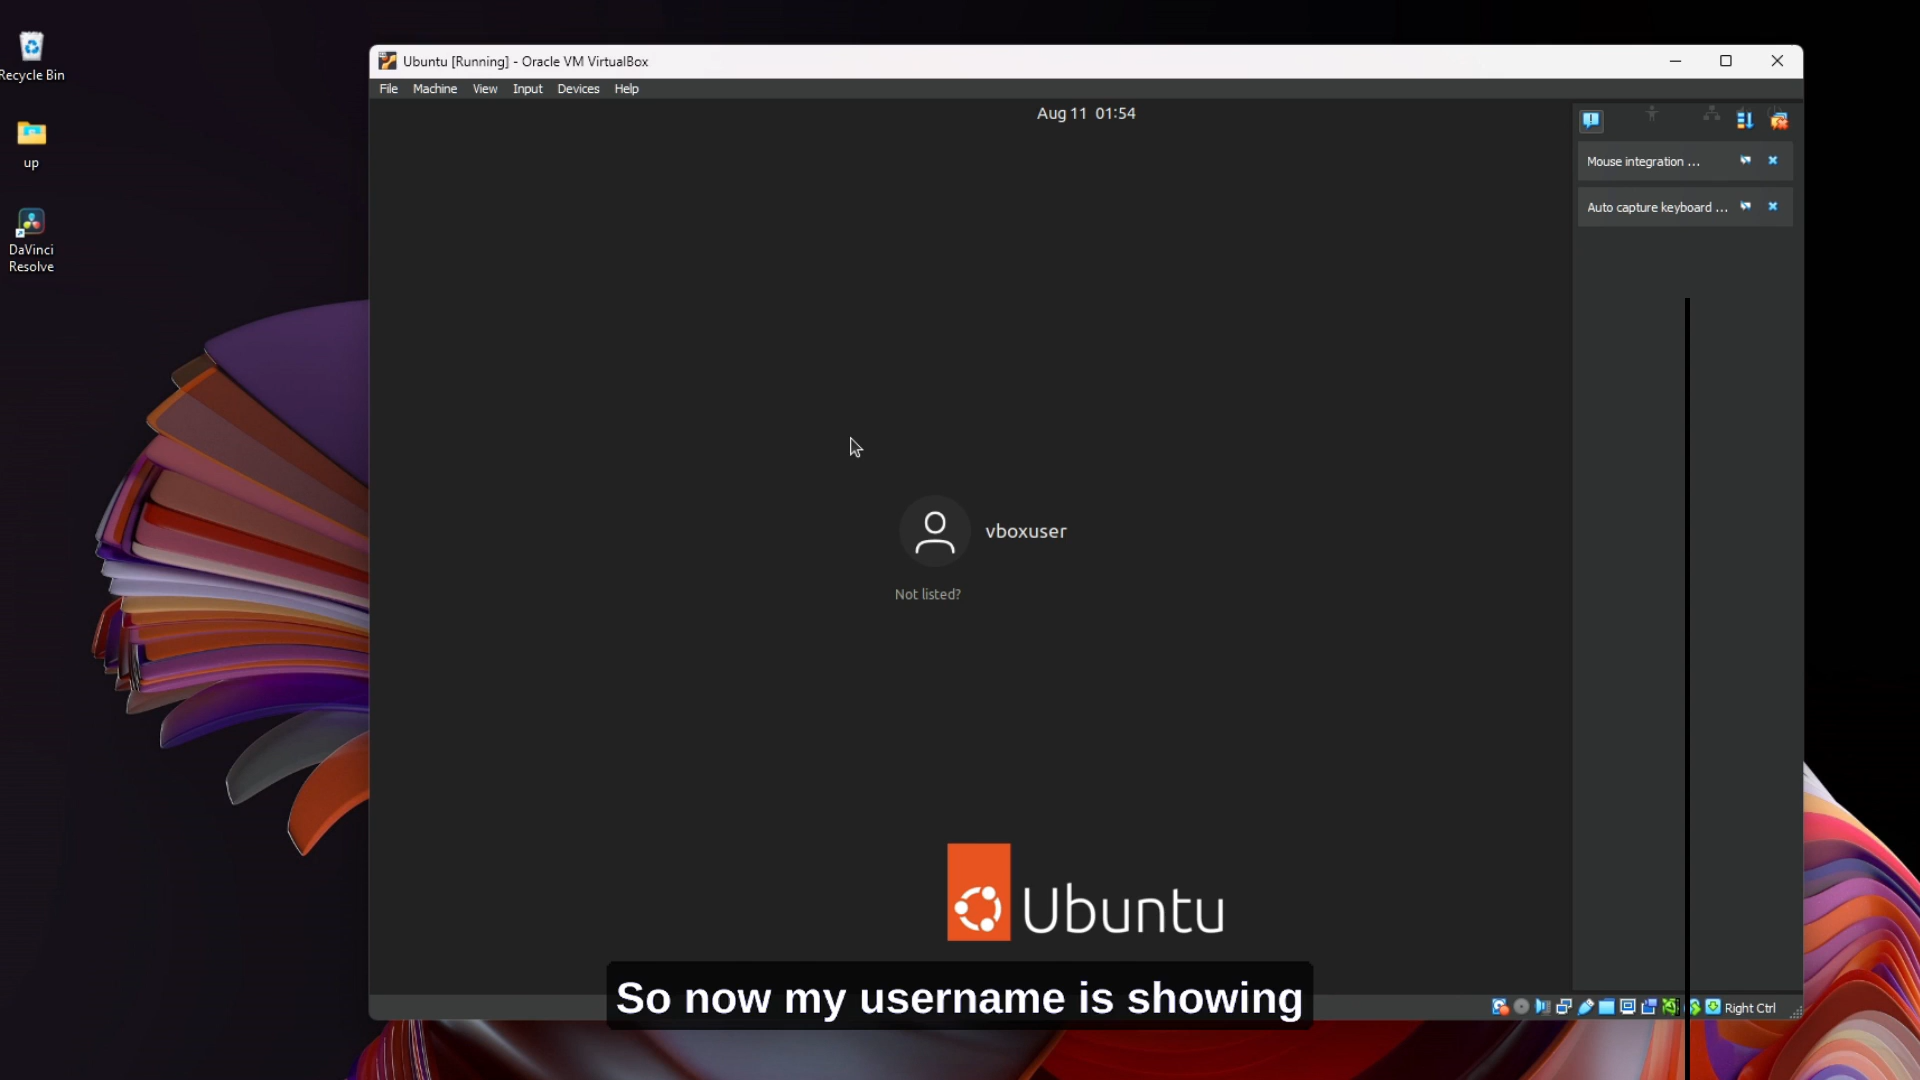 Recycle Bin
up
DaVinci
Resolve
Ubuntu [Running] - Oracle VM VirtualBox
File Machine View Input Devices Help
Aug 11 01:54
Mouse integration ...
Auto capture keyboard ...
vboxuser
Not listed?
Ubuntu
So now my username is showing
Right Ctrl